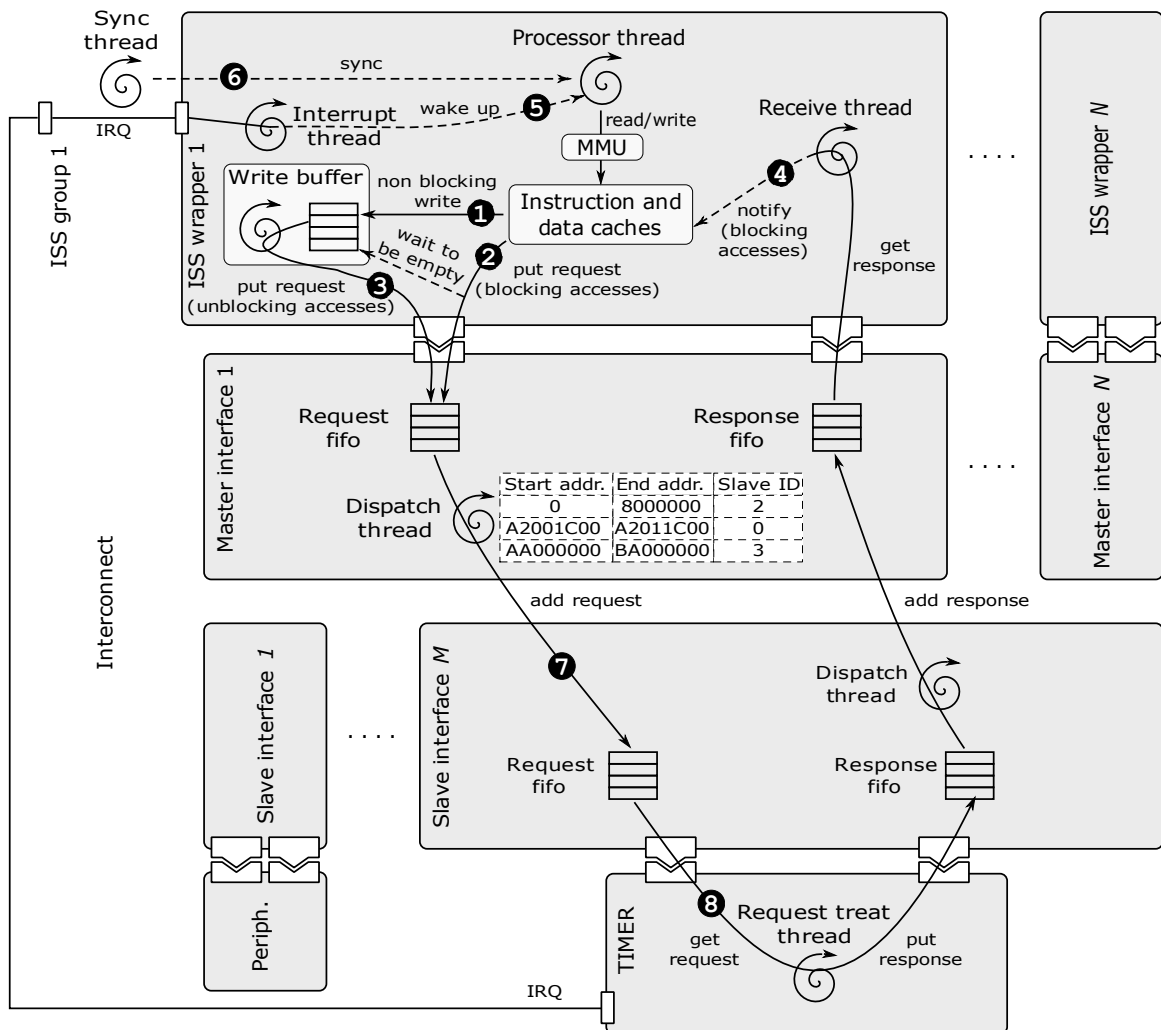 Sync
thread
6
sync
Processor thread
5
wake up
Interrupt
thread
IRQ
ISS group 1
ISS wrapper 1
read/write
MMU
Receive thread
4
Write buffer
non blocking
write
1
Instruction and
data caches
notify
(blocking
accesses)
wait to
be empty
2
put request
(blocking accesses)
3
put request
(unblocking accesses)
get
response
. . . .
ISS wrapper N
Master interface 1
Request
fifo
Response
fifo
. . . .
Master interface N
Dispatch
thread
Start addr. End addr. Slave ID
0 8000000 2
A2001C00 A2011C00 0
AA000000 BA000000 3
Interconnect
add request
add response
7
Slave interface 1
. . . .
Slave interface M
Dispatch
thread
Request
fifo
Response
fifo
Periph.
TIMER
8
get
request
Request treat
thread
put
response
IRQ